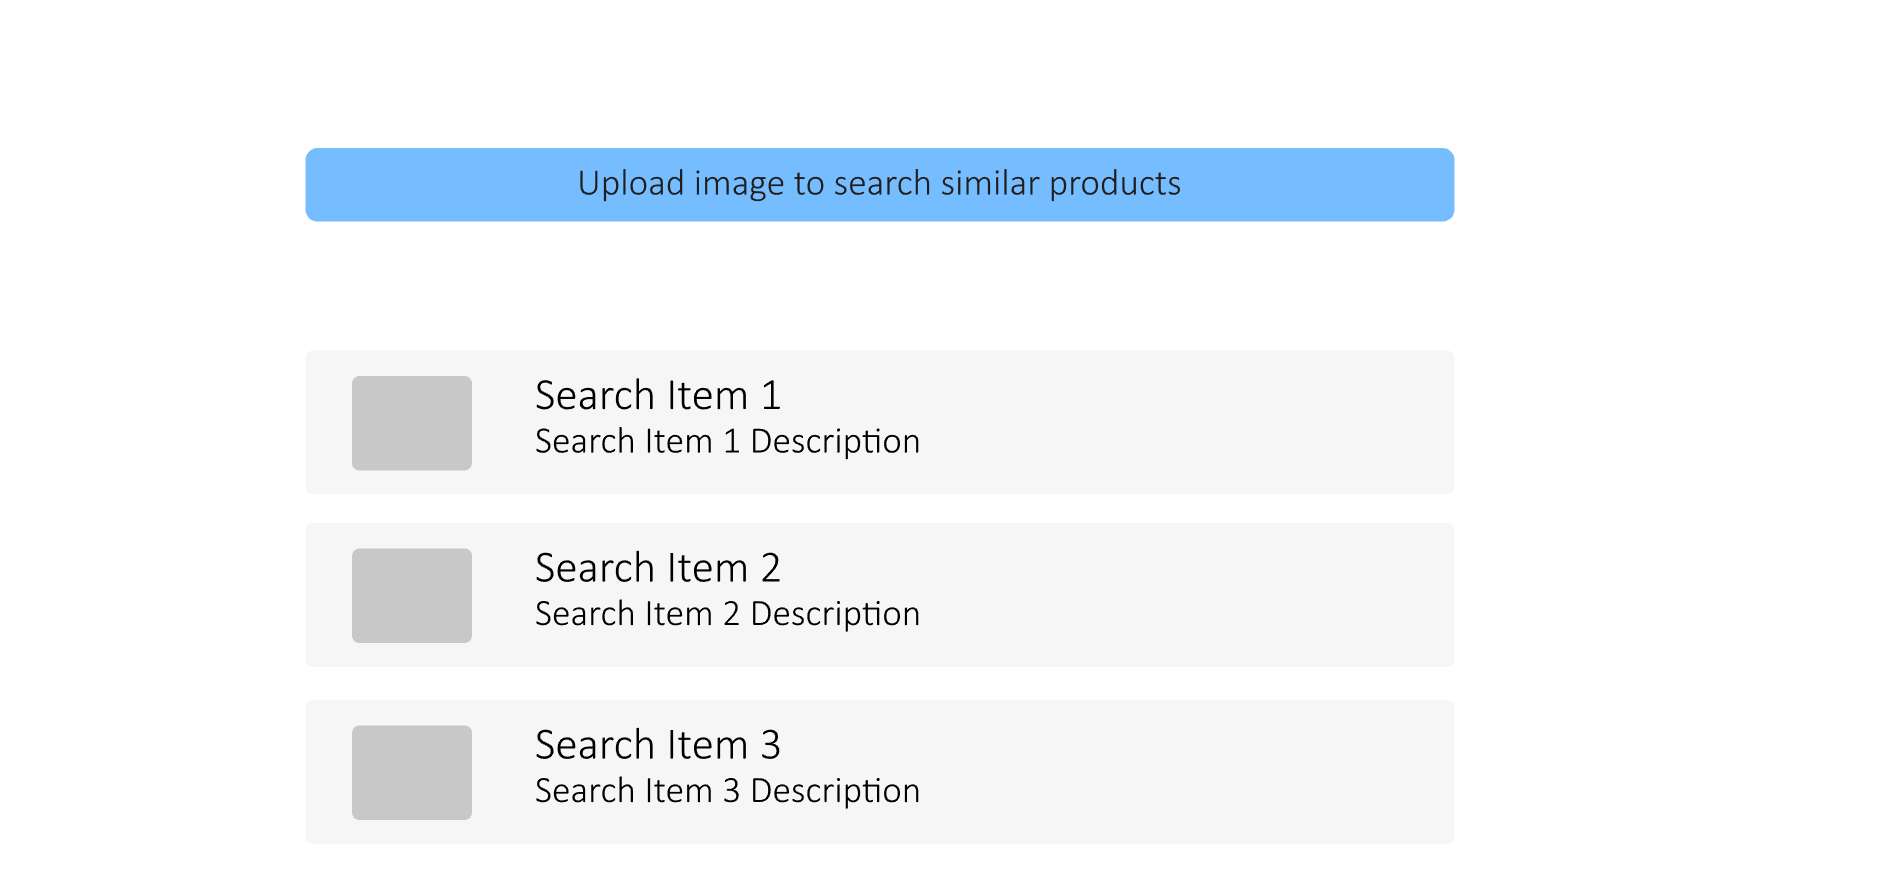 Upload image to search similar products
Search Item 1
Search Item 1 Description
Search Item 2
Search Item 2 Description
Search Item 3
Search Item 3 Description